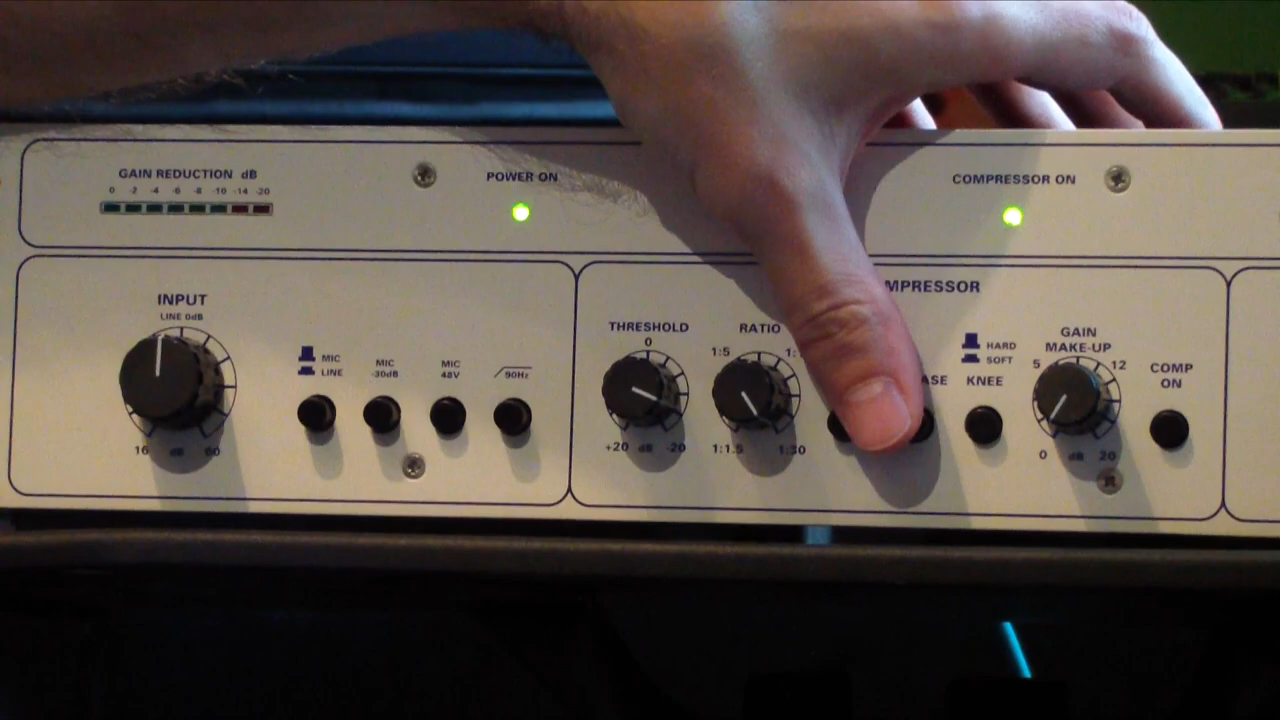 GAIN REDUCTION dB
0 -2 -4 -6 -8 -10 -14 -20
POWER ON
COMPRESSOR ON
INPUT
LINE 0dB
16 dB 60
MIC
LINE
MIC
-30dB
MIC
48V
90Hz
MPRESSOR
THRESHOLD
0
+20 dB -20
RATIO
1:5
1:1.5 1:30
ASE
KNEE
HARD
SOFT
GAIN
MAKE-UP
5 12
0 dB 20
COMP
ON